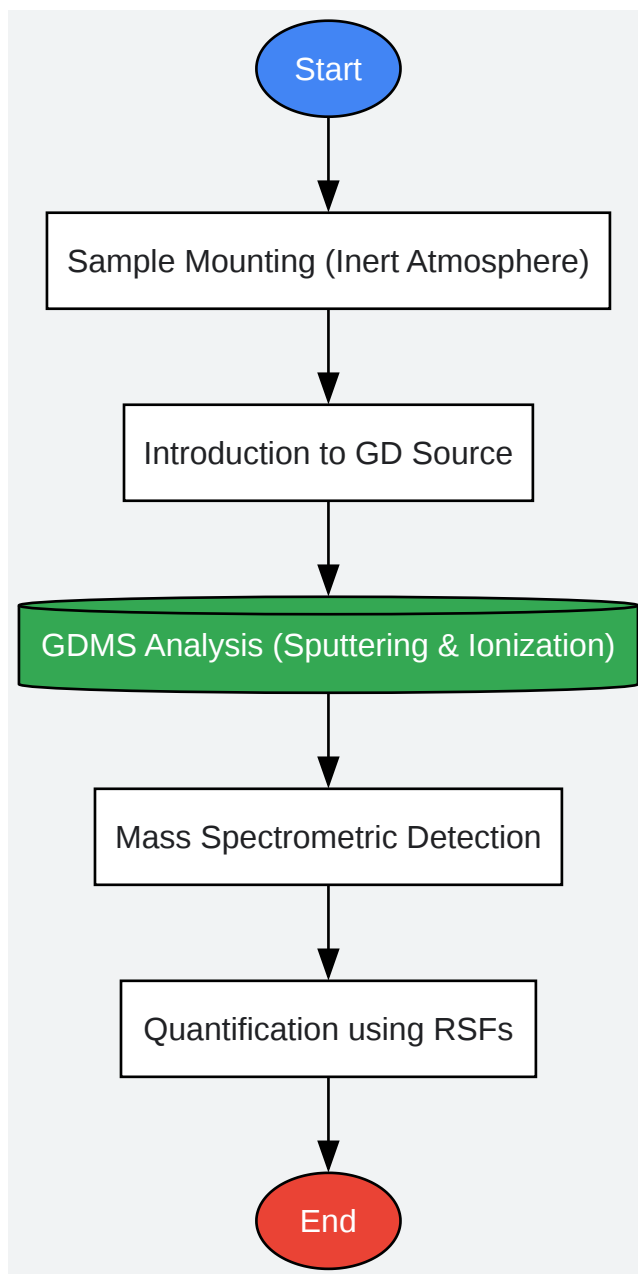 Start
Sample Mounting (Inert Atmosphere)
Introduction to GD Source
GDMS Analysis (Sputtering & Ionization)
Mass Spectrometric Detection
Quantification using RSFs
End